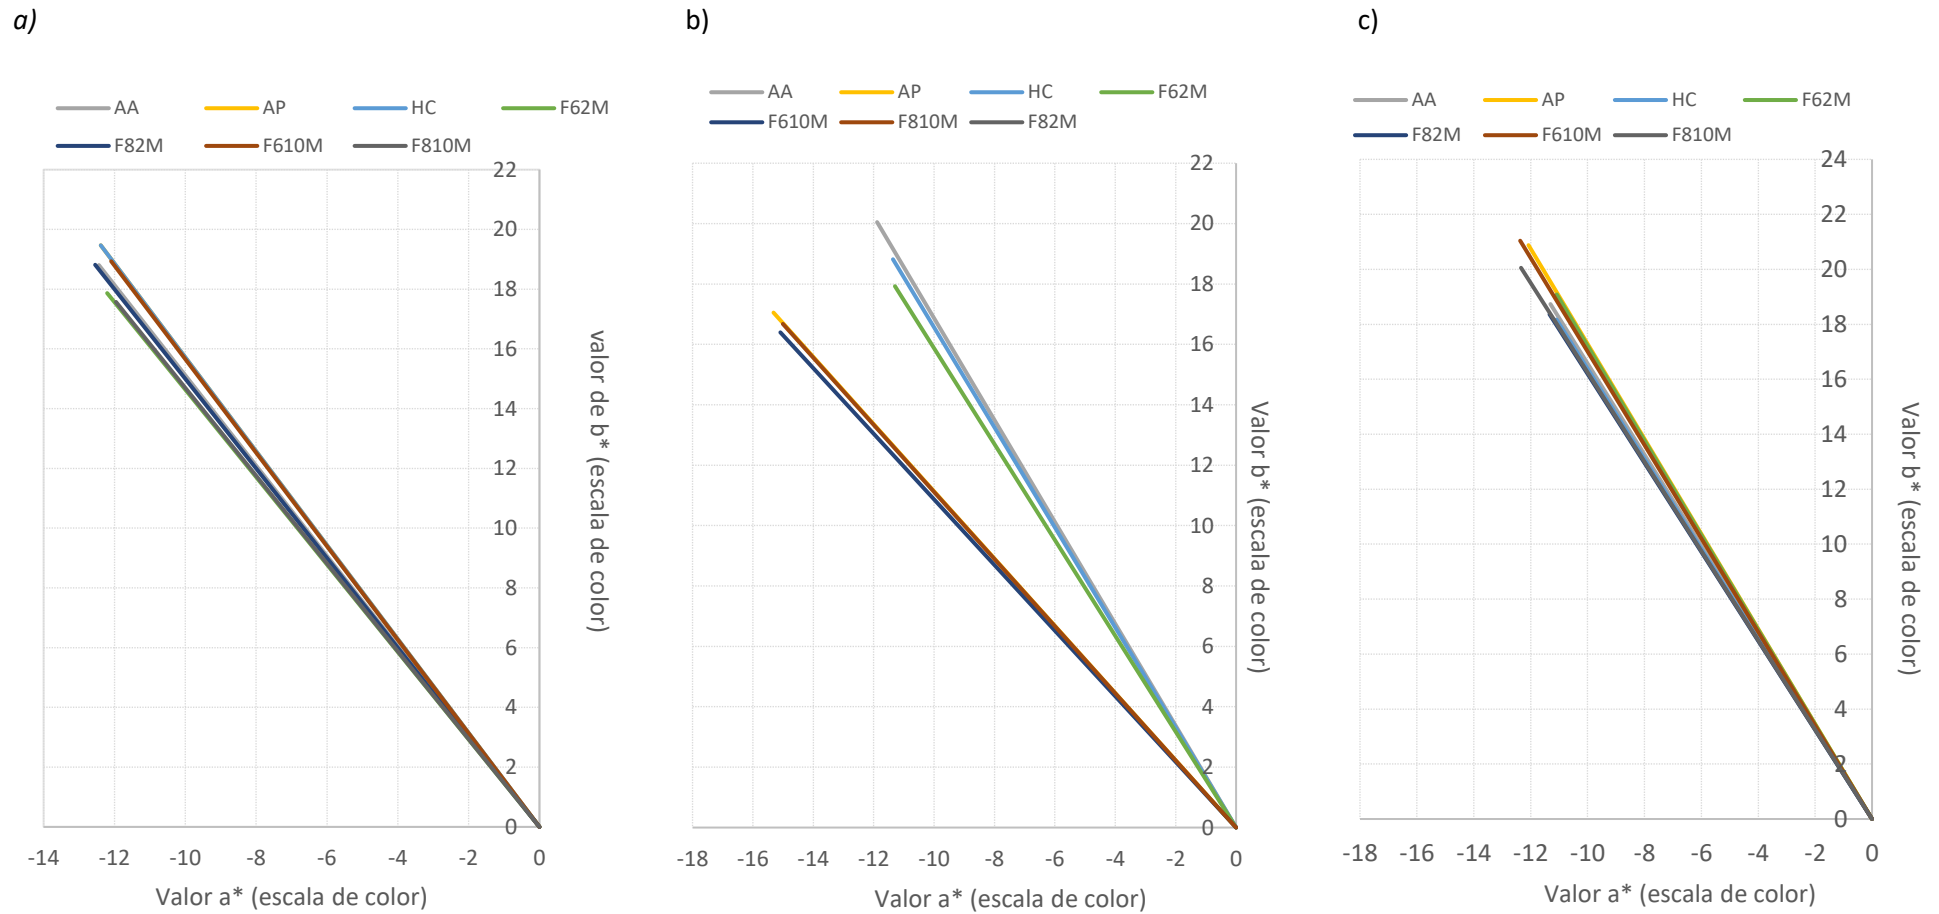 a)
AA AP HC F62M
F82M F610M F810M
22
20
18
16
14
12
10
8
6
4
2
0
-14 -12 -10 -8 -6 -4 -2 0
Valor a* (escala de color)
valor de b* (escala de color)
b)
AA AP HC F62M
F610M F810M F82M
22
20
18
16
14
12
10
8
6
4
2
0
-18 -16 -14 -12 -10 -8 -6 -4 -2 0
Valor a* (escala de color)
Valor b* (escala de color)
c)
AA AP HC F62M
F82M F610M F810M
24
22
20
18
16
14
12
10
8
6
4
2
0
-18 -16 -14 -12 -10 -8 -6 -4 -2 0
Valor a* (escala de color)
Valor b* (escala de color)